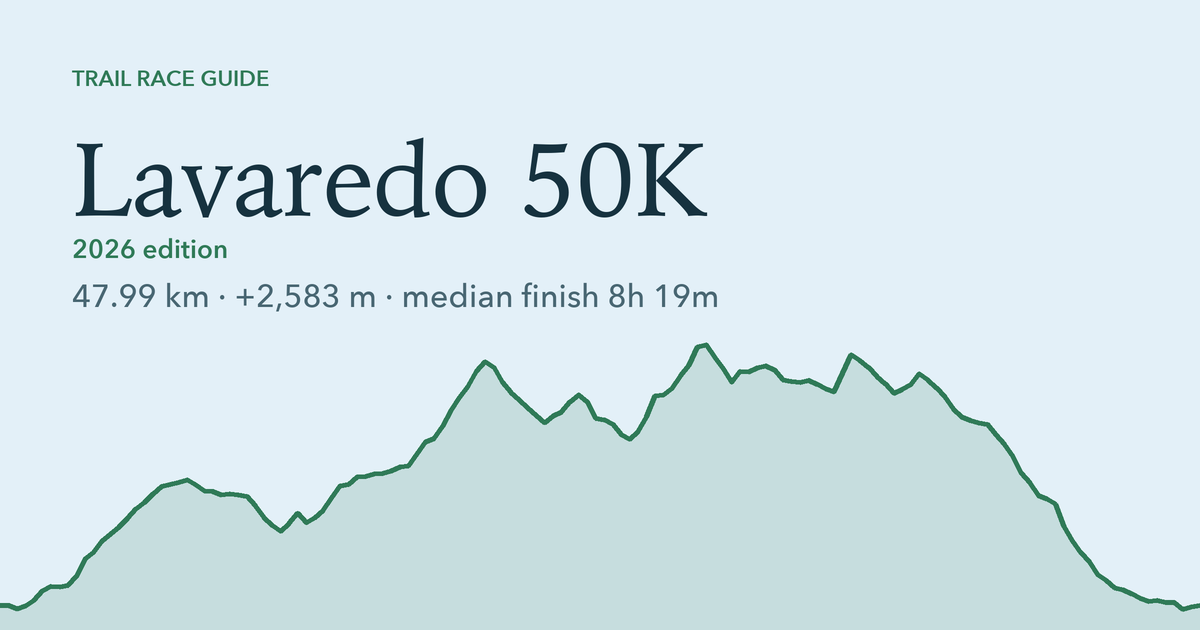 TRAIL RACE GUIDE
Lavaredo 50K
2026 edition
47.99 km · +2,583 m · median finish 8h 19m